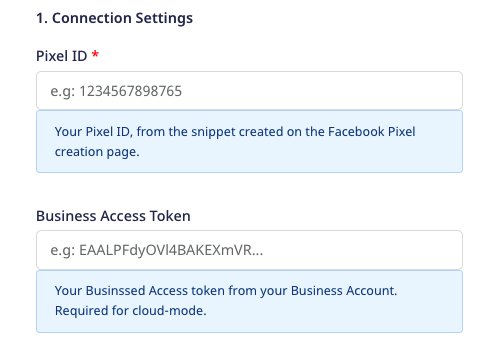 1. Connection Settings
Pixel ID *
e.g: 1234567898765
Your Pixel ID, from the snippet created on the Facebook Pixel
creation page.
Business Access Token
e.g: EAALPFdyOVl4BAKEXmVR...
Your Businssed Access token from your Business Account.
Required for cloud-mode.